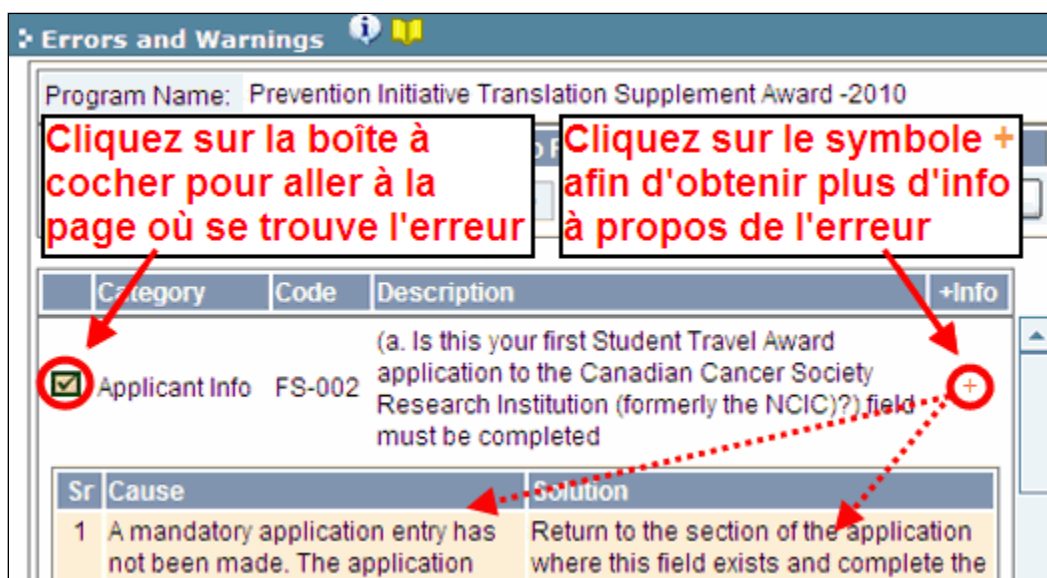 Errors and Warnings
Program Name: Prevention Initiative Translation Supplement Award -2010
Cliquez sur la boîte à
cocher pour aller à la
page où se trouve l'erreur
Cliquez sur le symbole +
afin d'obtenir plus d'info
à propos de l'erreur
Category Code Description +Info
(a. Is this your first Student Travel Award
application to the Canadian Cancer Society
Applicant Info FS-002
Research Institution (formerly the NCIC)?) field
must be completed
+
Sr Cause Solution
1 A mandatory application entry has
not been made. The application
Return to the section of the application
where this field exists and complete the